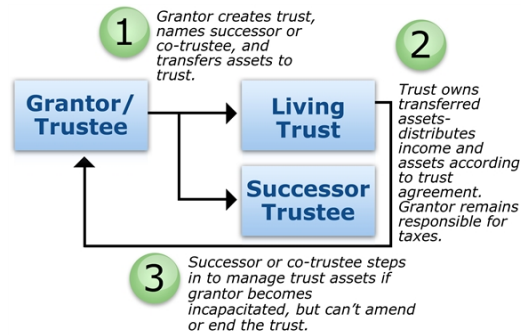 1
Grantor creates trust,
names successor or
co-trustee, and
transfers assets to
trust.
2
Grantor/
Trustee
Living
Trust
Trust owns
transferred
assets-
distributes
income and
assets according
to trust
agreement.
Grantor remains
responsible for
taxes.
Successor
Trustee
3
Successor or co-trustee steps
in to manage trust assets if
grantor becomes
incapacitated, but can't amend
or end the trust.